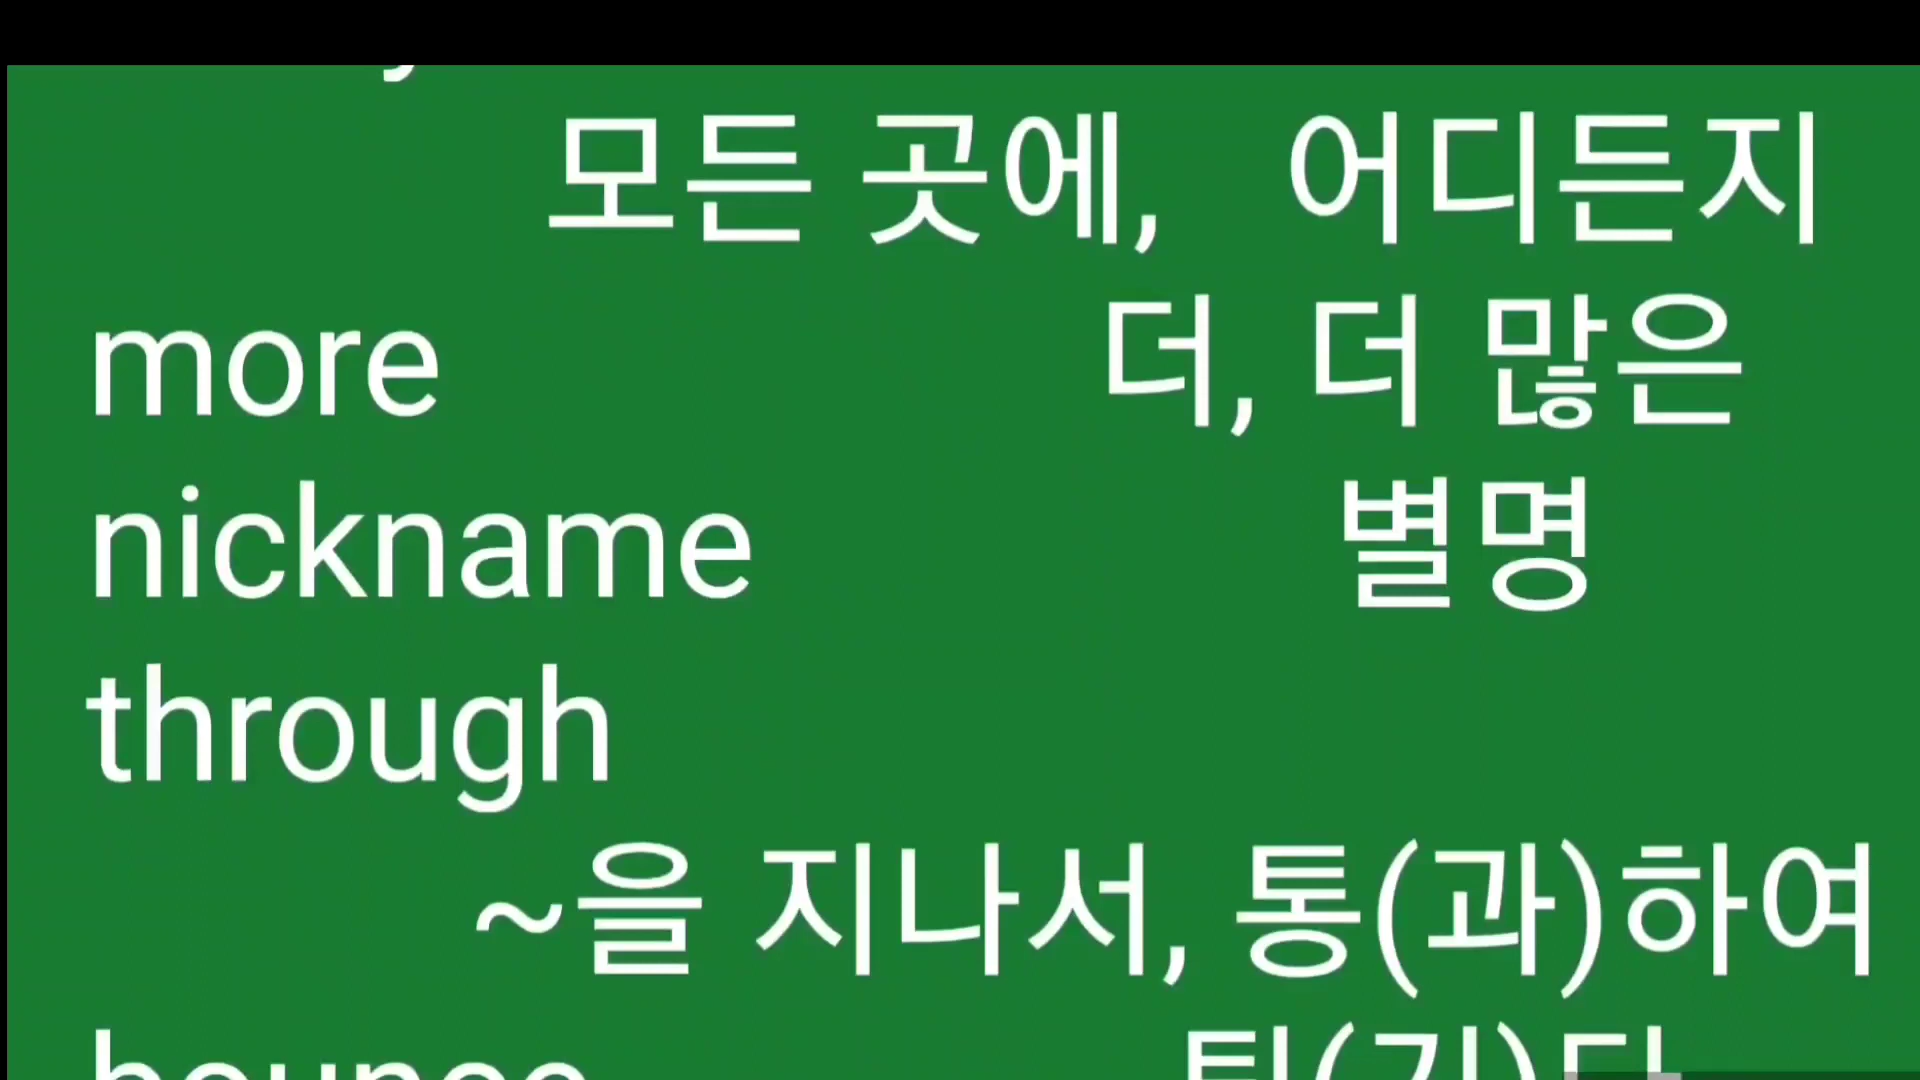 모든 곳에, 어디든지
more 더, 더 많은
nickname 별명
through
~을 지나서, 통(과)하여
bounce